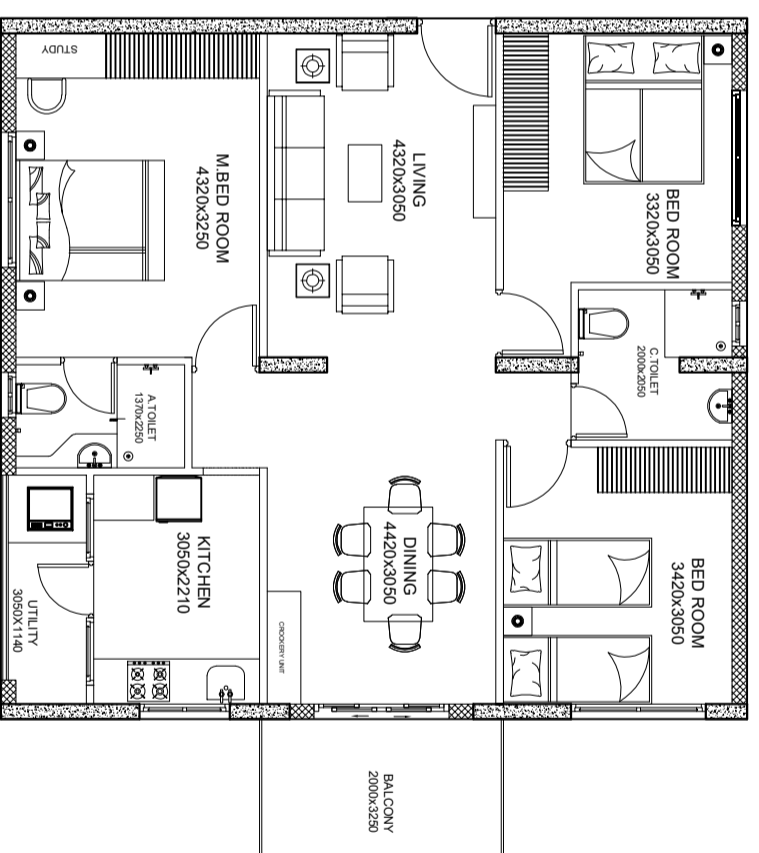 STUDY
M.BED ROOM
4320x3250
LIVING
4320x3050
BED ROOM
3320x3050
C.TOILET
2000x2050
A.TOILET
1370x2250
KITCHEN
3050x2210
UTILITY
3050X1140
DINING
4420x3050
CROCKERY UNIT
BED ROOM
3420x3050
BALCONY
2000x3250